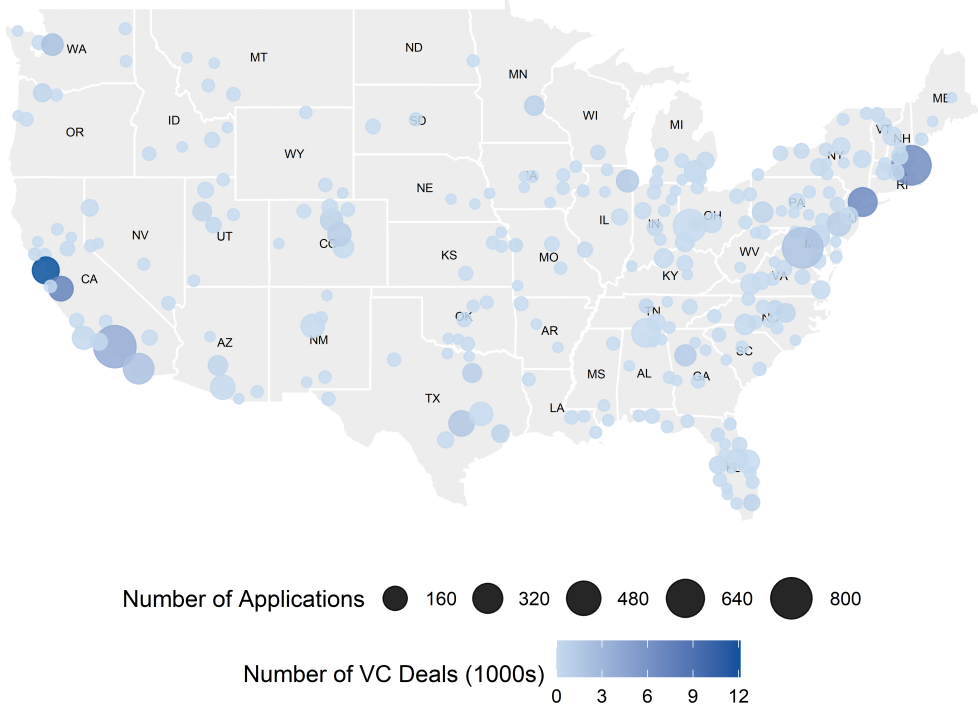 WA
MT
ND
MN
OR
ID
SD
WI
MI
ME
VT
NH
NY
WY
IA
NE
RI
PA
NV
UT
CO
IL
IN
OH
WV
CA
KS
MO
KY
VA
AZ
NM
OK
AR
TN
SC
TX
MS
AL
GA
LA
Number of Applications 160 320 480 640 800
Number of VC Deals (1000s)
0 3 6 9 12